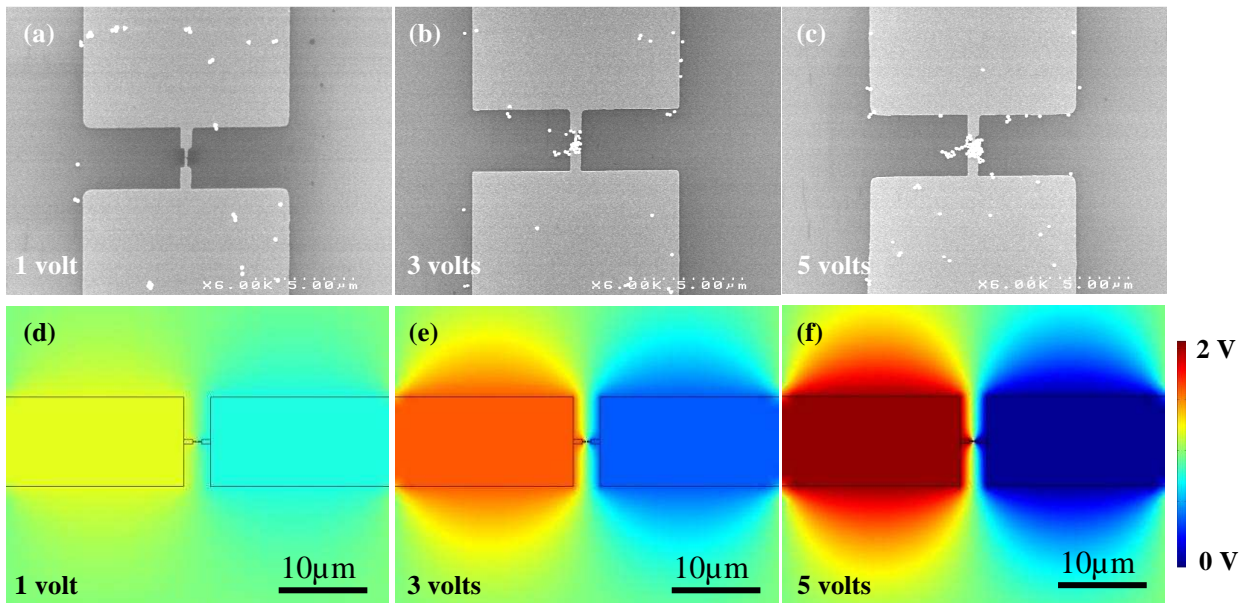 (a)
(b)
(c)
1 volt
3 volts
5 volts
X6.00K 5.00µm
X6.00K 5.00µm
X6.00K 5.00µm
(d)
(e)
(f)
2 V
0 V
10µm
10µm
10µm
1 volt
3 volts
5 volts